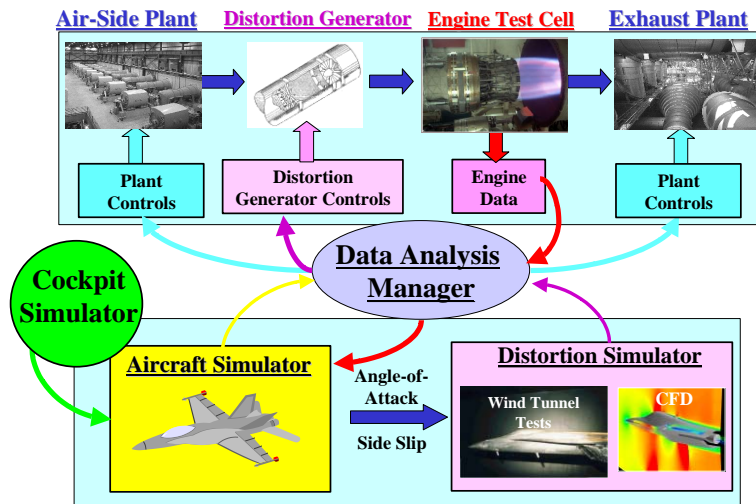 Air-Side Plant
Distortion Generator
Engine Test Cell
Exhaust Plant
Plant
Controls
Distortion
Generator Controls
Engine
Data
Plant
Controls
Data Analysis
Manager
Cockpit
Simulator
Aircraft Simulator
Angle-of-
Attack
Side Slip
Distortion Simulator
Wind Tunnel
Tests
CFD